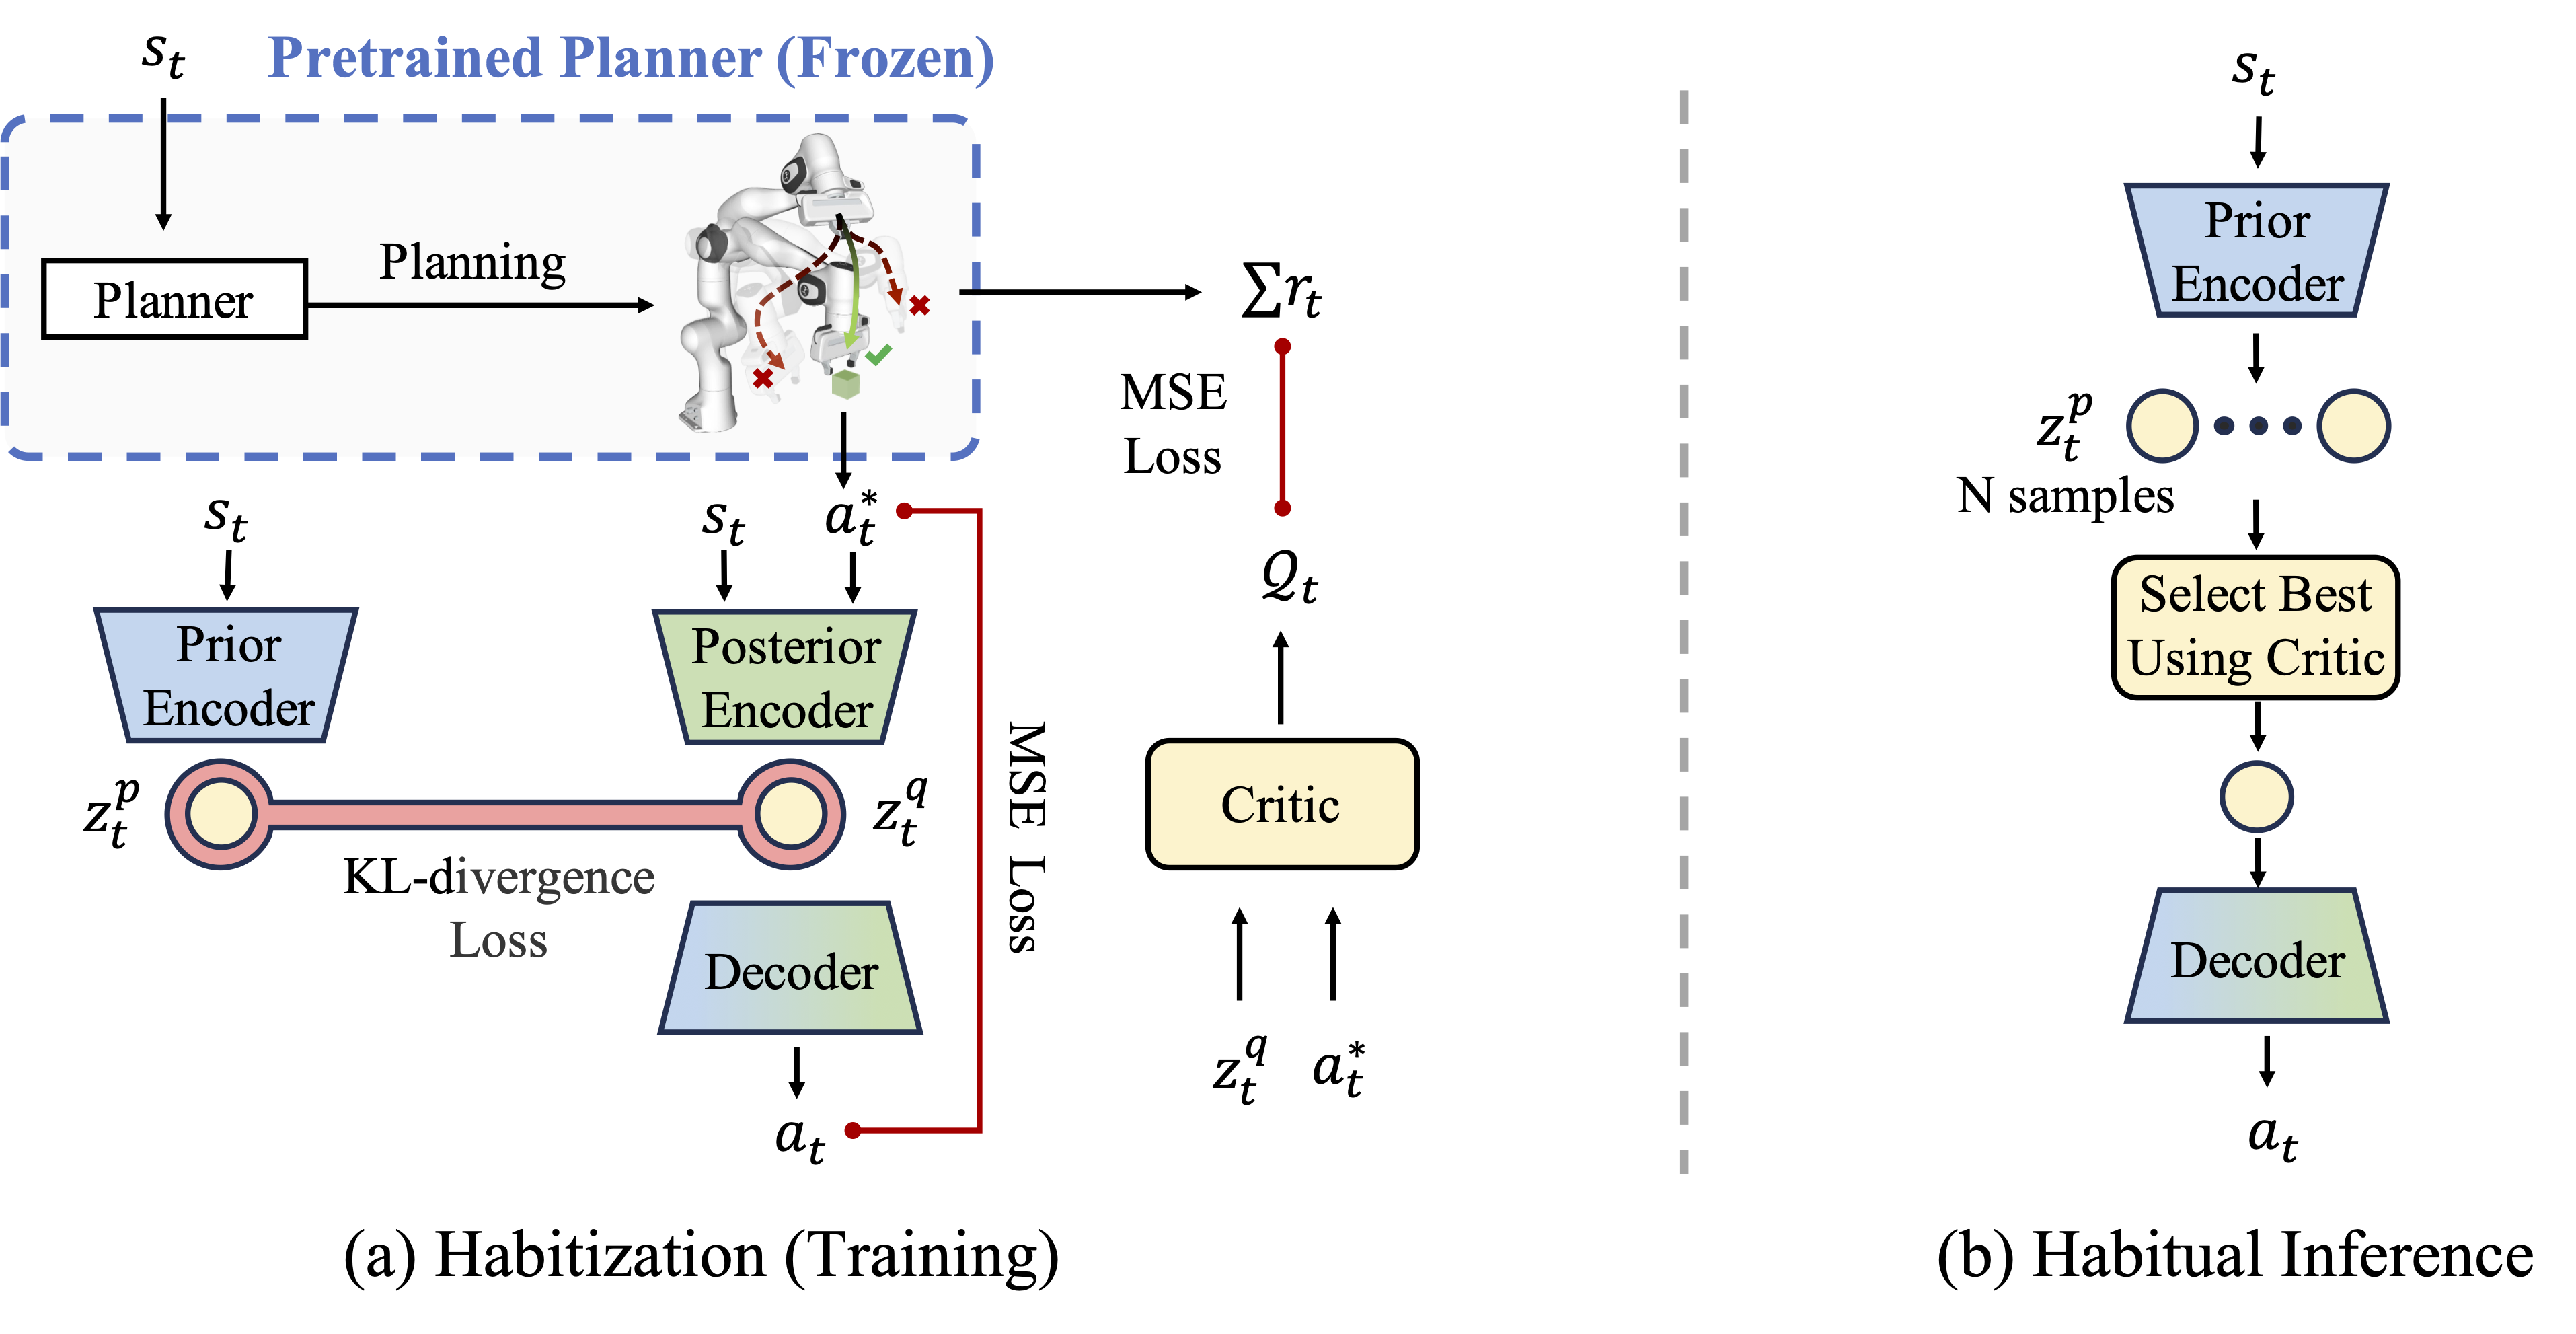 s_t
Pretrained Planner (Frozen)
Planner
Planning
∑r_t
MSE
Loss
s_t
s_t
a_t^*
Q_t
Prior
Encoder
Posterior
Encoder
MSE Loss
z_t^p
z_t^q
KL-divergence
Loss
Critic
Decoder
z_t^q
a_t^*
a_t
(a) Habitization (Training)
s_t
Prior
Encoder
z_t^p
N samples
Select Best
Using Critic
Decoder
a_t
(b) Habitual Inference